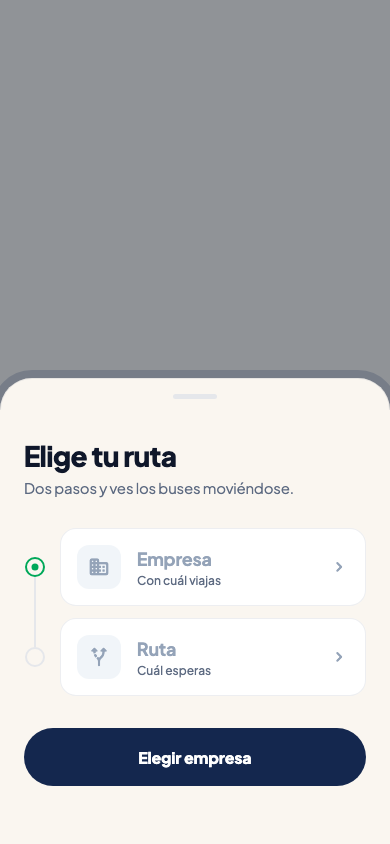 Elige tu ruta
Dos pasos y ves los buses moviéndose.
Empresa
Con cuál viajas
Ruta
Cuál esperas
Elegir empresa